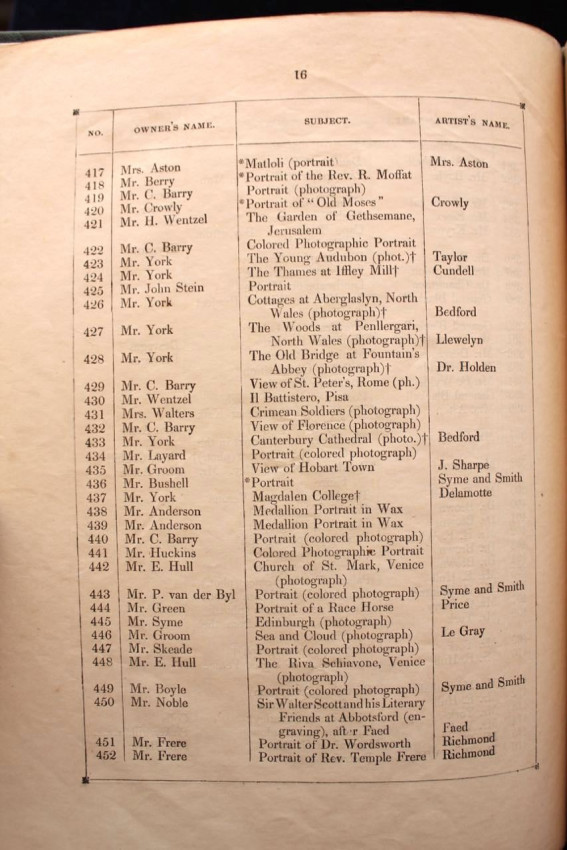 16
NO. OWNER'S NAME. SUBJECT. ARTIST'S NAME.
417 Mrs. Aston *Matloli (portrait) Mrs. Aston
418 Mr. Berry *Portrait of the Rev. R. Moffat
419 Mr. C. Barry Portrait (photograph)
420 Mr. Crowly *Portrait of "Old Moses" Crowly
421 Mr. H. Wentzel The Garden of Gethsemane,
Jerusalem
422 Mr. C. Barry Colored Photographic Portrait
423 Mr. York The Young Audubon (phot.)† Taylor
424 Mr. York The Thames at Iffley Mill† Cundell
425 Mr. John Stein Portrait
426 Mr. York Cottages at Aberglaslyn, North
Wales (photograph)† Bedford
427 Mr. York The Woods at Penllergari,
North Wales (photograph)† Llewelyn
428 Mr. York The Old Bridge at Fountain's
Abbey (photograph)† Dr. Holden
429 Mr. C. Barry View of St. Peter's, Rome (ph.)
430 Mr. Wentzel Il Battistero, Pisa
431 Mrs. Walters Crimean Soldiers (photograph)
432 Mr. C. Barry View of Florence (photograph)
433 Mr. York Canterbury Cathedral (photo.)† Bedford
434 Mr. Layard Portrait (colored photograph)
435 Mr. Groom View of Hobart Town J. Sharpe
436 Mr. Bushell *Portrait Syme and Smith
437 Mr. York Magdalen College† Delamotte
438 Mr. Anderson Medallion Portrait in Wax
439 Mr. Anderson Medallion Portrait in Wax
440 Mr. C. Barry Portrait (colored photograph)
441 Mr. Huckins Colored Photographic Portrait
442 Mr. E. Hull Church of St. Mark, Venice
(photograph)
443 Mr. P. van der Byl Portrait (colored photograph) Syme and Smith
444 Mr. Green Portrait of a Race Horse Price
445 Mr. Syme Edinburgh (photograph)
446 Mr. Groom Sea and Cloud (photograph) Le Gray
447 Mr. Skeade Portrait (colored photograph)
448 Mr. E. Hull The Riva Schiavone, Venice
(photograph)
449 Mr. Boyle Portrait (colored photograph) Syme and Smith
450 Mr. Noble Sir Walter Scott and his Literary
Friends at Abbotsford (en-
graving), after Faed Faed
451 Mr. Frere Portrait of Dr. Wordsworth Richmond
452 Mr. Frere Portrait of Rev. Temple Frere Richmond